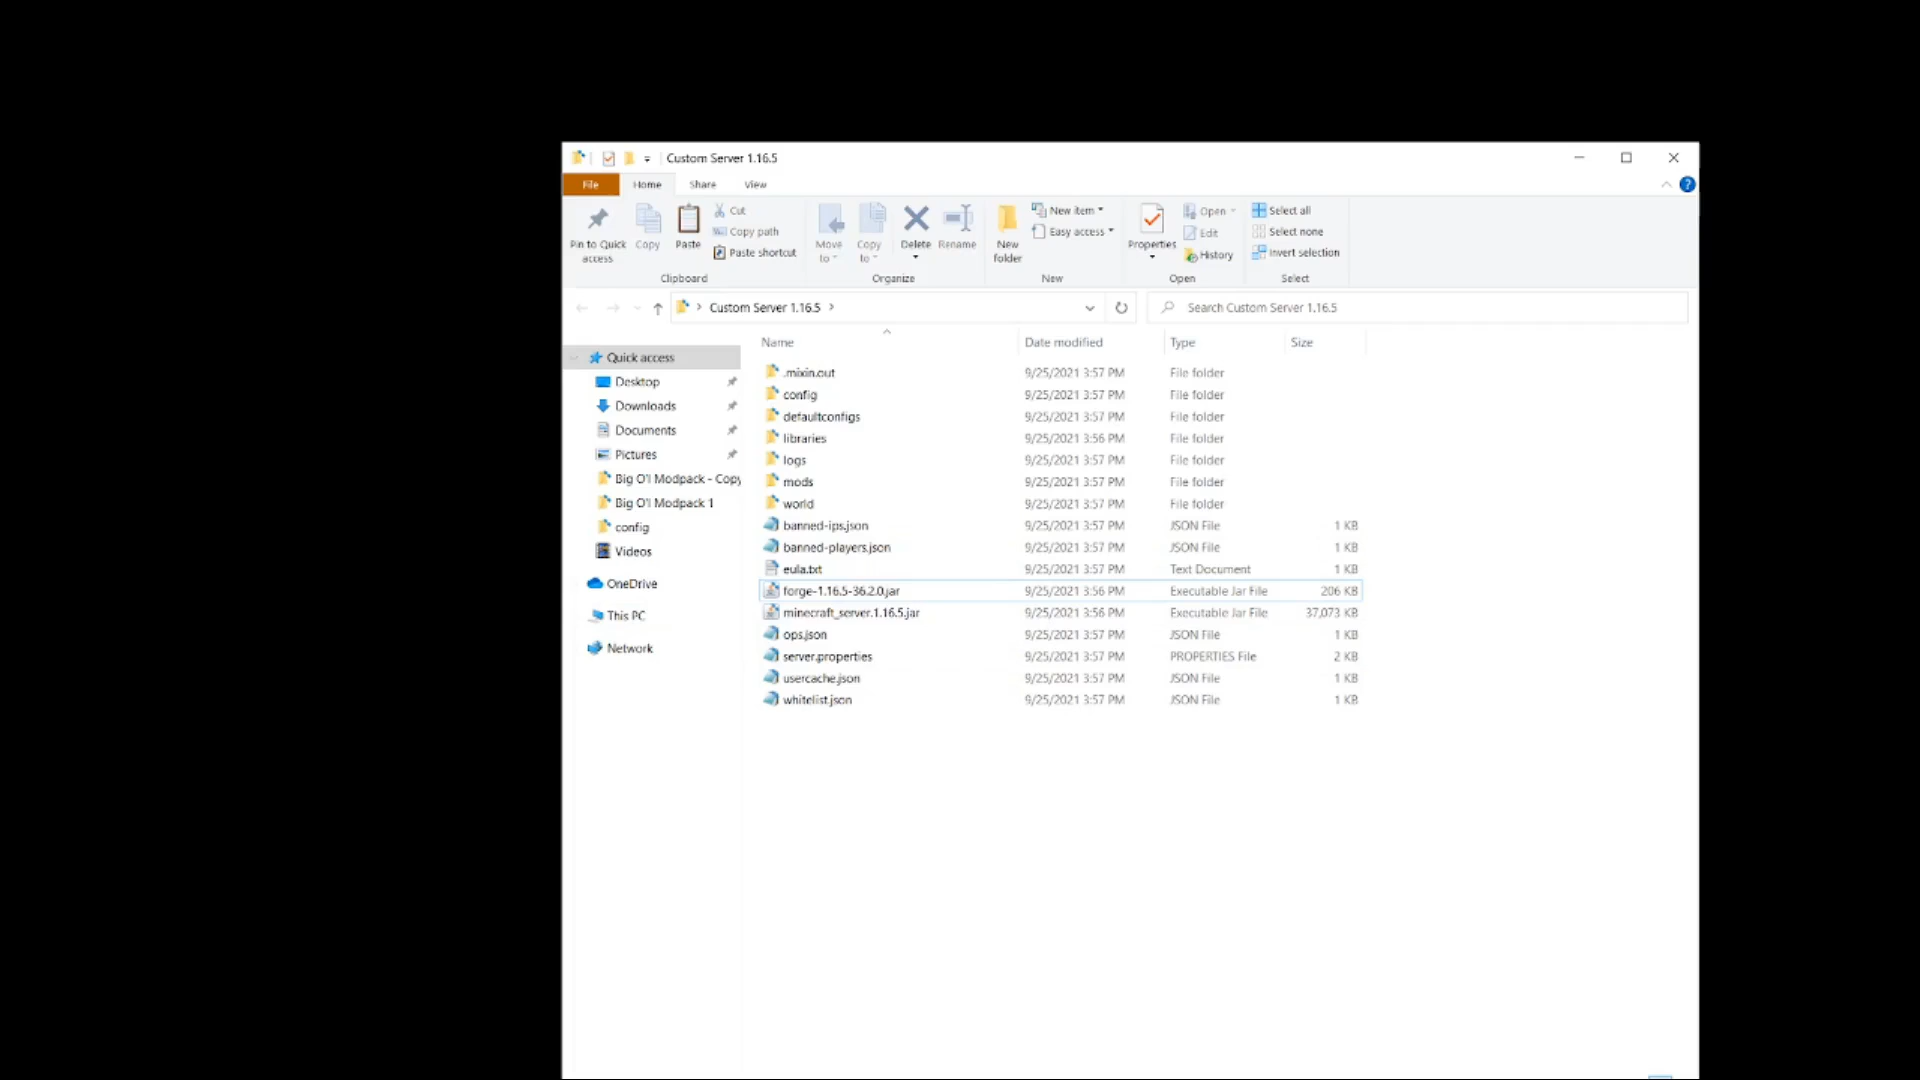 Custom Server 1.16.5
File Home Share View
Pin to Quick access
Copy
Paste
Cut
Copy path
Paste shortcut
Clipboard
Move to
Copy to
Delete
Rename
Organize
New folder
New item
Easy access
New
Properties
Open
Edit
History
Open
Select all
Select none
Invert selection
Select
Custom Server 1.16.5
Search Custom Server 1.16.5
Quick access
Desktop
Downloads
Documents
Pictures
Big O'l Modpack - Copy
Big O'l Modpack 1
config
Videos
OneDrive
This PC
Network
Name Date modified Type Size
.mixin.out 9/25/2021 3:57 PM File folder
config 9/25/2021 3:57 PM File folder
defaultconfigs 9/25/2021 3:57 PM File folder
libraries 9/25/2021 3:56 PM File folder
logs 9/25/2021 3:57 PM File folder
mods 9/25/2021 3:57 PM File folder
world 9/25/2021 3:57 PM File folder
banned-ips.json 9/25/2021 3:57 PM JSON File 1 KB
banned-players.json 9/25/2021 3:57 PM JSON File 1 KB
eula.txt 9/25/2021 3:57 PM Text Document 1 KB
forge-1.16.5-36.2.0.jar 9/25/2021 3:56 PM Executable Jar File 206 KB
minecraft_server.1.16.5.jar 9/25/2021 3:56 PM Executable Jar File 37,073 KB
ops.json 9/25/2021 3:57 PM JSON File 1 KB
server.properties 9/25/2021 3:57 PM PROPERTIES File 2 KB
usercache.json 9/25/2021 3:57 PM JSON File 1 KB
whitelist.json 9/25/2021 3:57 PM JSON File 1 KB